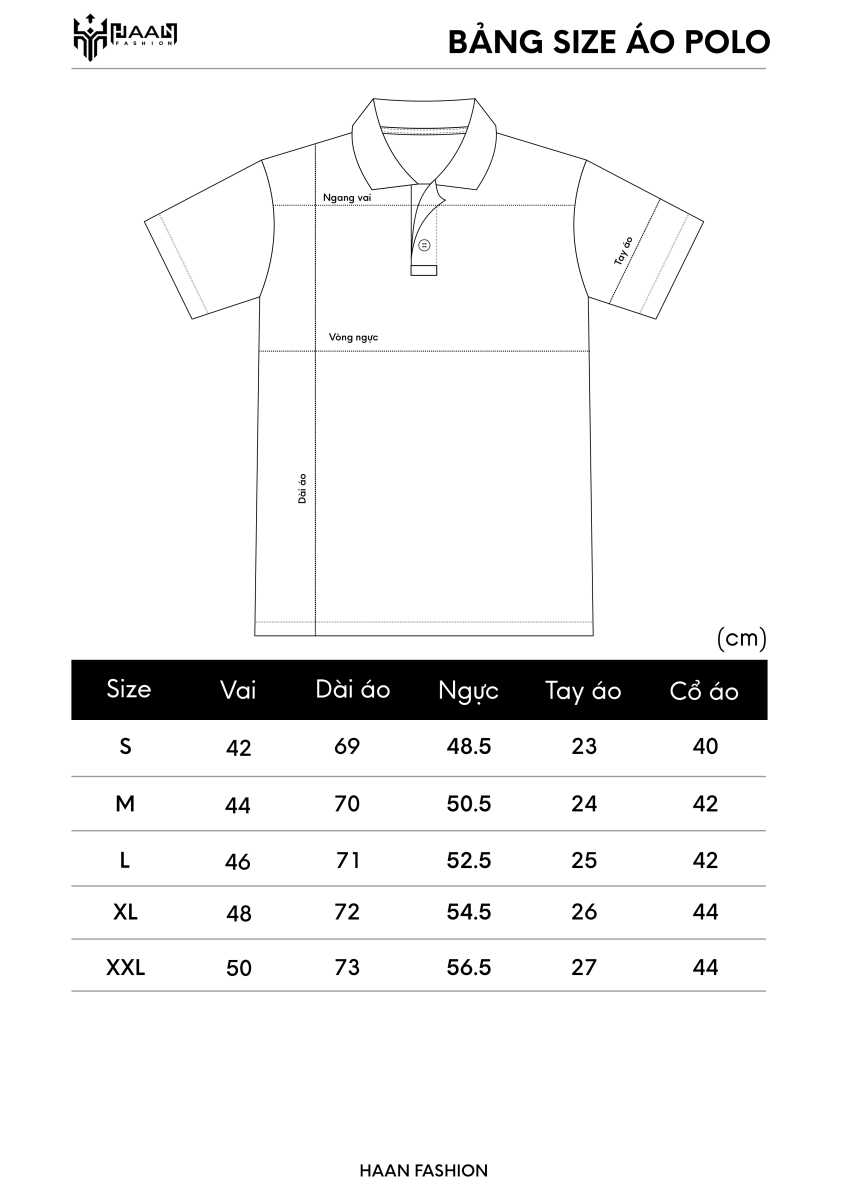 HAAN
FASHION
BẢNG SIZE ÁO POLO
Ngang vai
Tay áo
Vòng ngực
Dài áo
(cm)
Size Vai Dài áo Ngực Tay áo Cổ áo
S 42 69 48.5 23 40
M 44 70 50.5 24 42
L 46 71 52.5 25 42
XL 48 72 54.5 26 44
XXL 50 73 56.5 27 44
HAAN FASHION